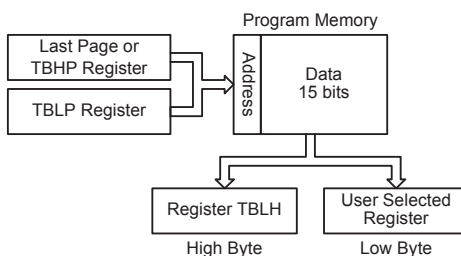 Program Memory
Last Page or
TBHP Register
TBLP Register
Address
Data
15 bits
Register TBLH
User Selected
Register
High Byte
Low Byte